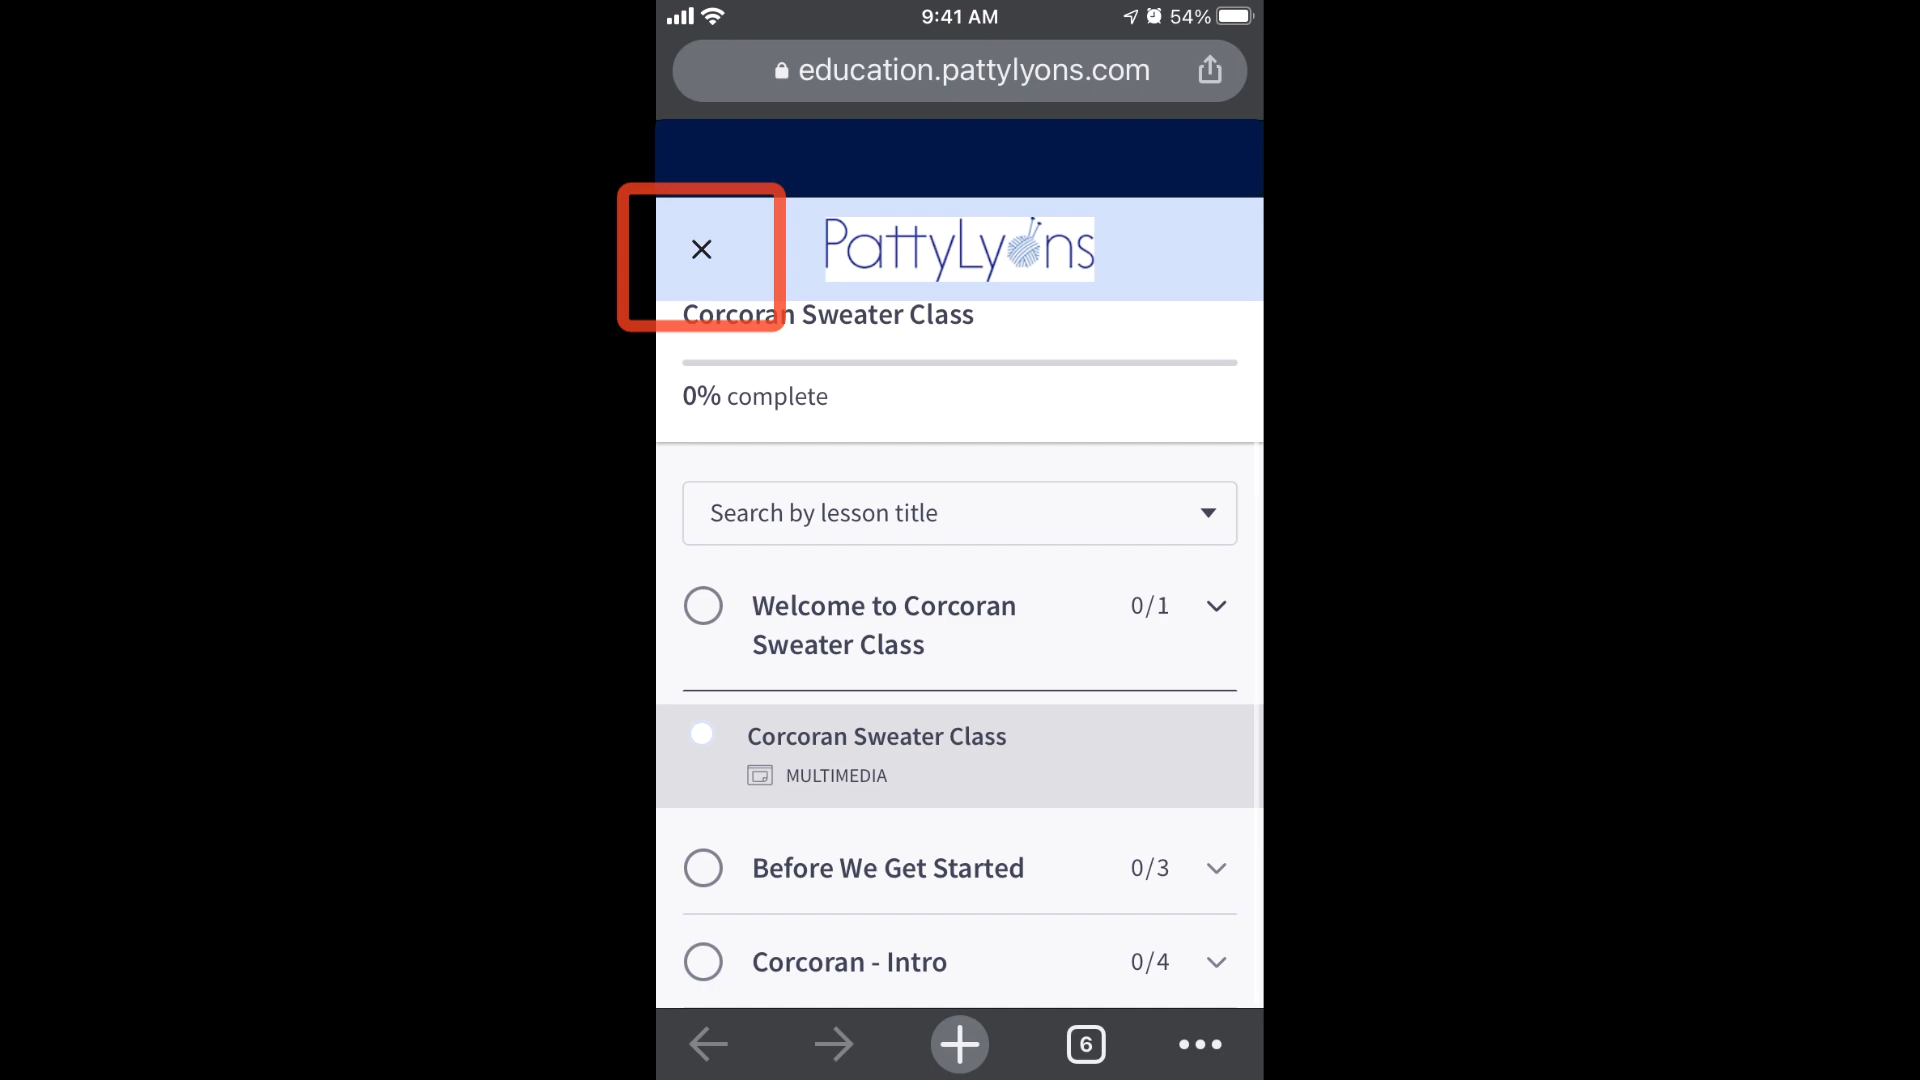 9:41 AM
54%
education.pattylyons.com
PattyLyons
Corcoran Sweater Class
0% complete
Search by lesson title
Welcome to Corcoran 0/1
Sweater Class
Corcoran Sweater Class
MULTIMEDIA
Before We Get Started 0/3
Corcoran - Intro 0/4
6